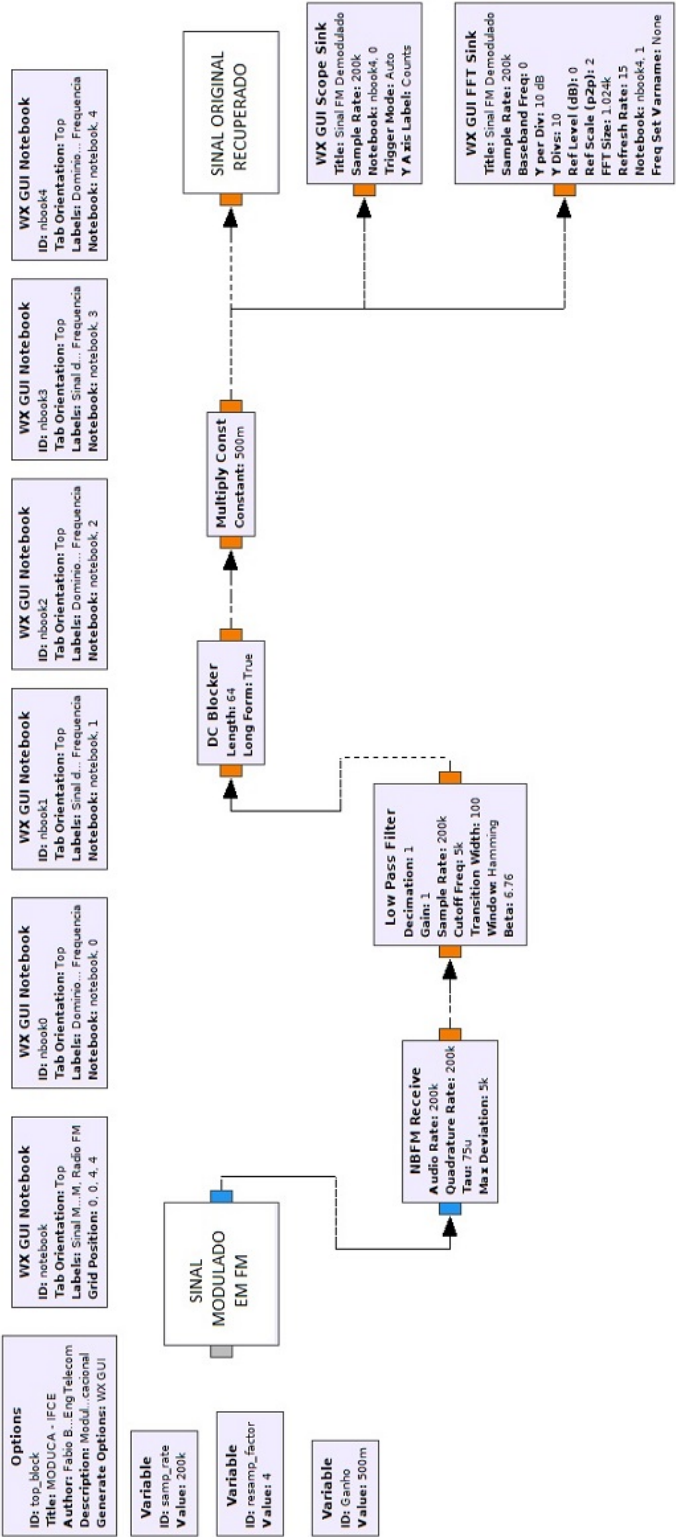 Options
ID: top_block
Title: MODUCA - IFCE
Author: Fabio B...Eng Telecom
Description: Modul...cacional
Generate Options: WX GUI
WX GUI Notebook
ID: notebook
Tab Orientation: Top
Labels: Sinal M...M, Radio FM
Grid Position: 0, 0, 4, 4
WX GUI Notebook
ID: nbook0
Tab Orientation: Top
Labels: Dominio... Frequencia
Notebook: notebook, 0
WX GUI Notebook
ID: nbook1
Tab Orientation: Top
Labels: Sinal d... Frequencia
Notebook: notebook, 1
WX GUI Notebook
ID: nbook2
Tab Orientation: Top
Labels: Dominio... Frequencia
Notebook: notebook, 2
WX GUI Notebook
ID: nbook3
Tab Orientation: Top
Labels: Sinal d... Frequencia
Notebook: notebook, 3
WX GUI Notebook
ID: nbook4
Tab Orientation: Top
Labels: Dominio... Frequencia
Notebook: notebook, 4
Variable
ID: samp_rate
Value: 200k
Variable
ID: resamp_factor
Value: 4
Variable
ID: Ganho
Value: 500m
SINAL
MODULADO
EM FM
NBFM Receive
Audio Rate: 200k
Quadrature Rate: 200k
Tau: 75u
Max Deviation: 5k
Low Pass Filter
Decimation: 1
Gain: 1
Sample Rate: 200k
Cutoff Freq: 5k
Transition Width: 100
Window: Hamming
Beta: 6.76
DC Blocker
Length: 64
Long Form: True
Multiply Const
Constant: 500m
SINAL ORIGINAL
RECUPERADO
WX GUI Scope Sink
Title: Sinal FM Demodulado
Sample Rate: 200k
Notebook: nbook4, 0
Trigger Mode: Auto
Y Axis Label: Counts
WX GUI FFT Sink
Title: Sinal FM Demodulado
Sample Rate: 200k
Baseband Freq: 0
Y per Div: 10 dB
Y Divs: 10
Ref Level (dB): 0
Ref Scale (p2p): 2
FFT Size: 1.024k
Refresh Rate: 15
Notebook: nbook4, 1
Freq Set Varname: None